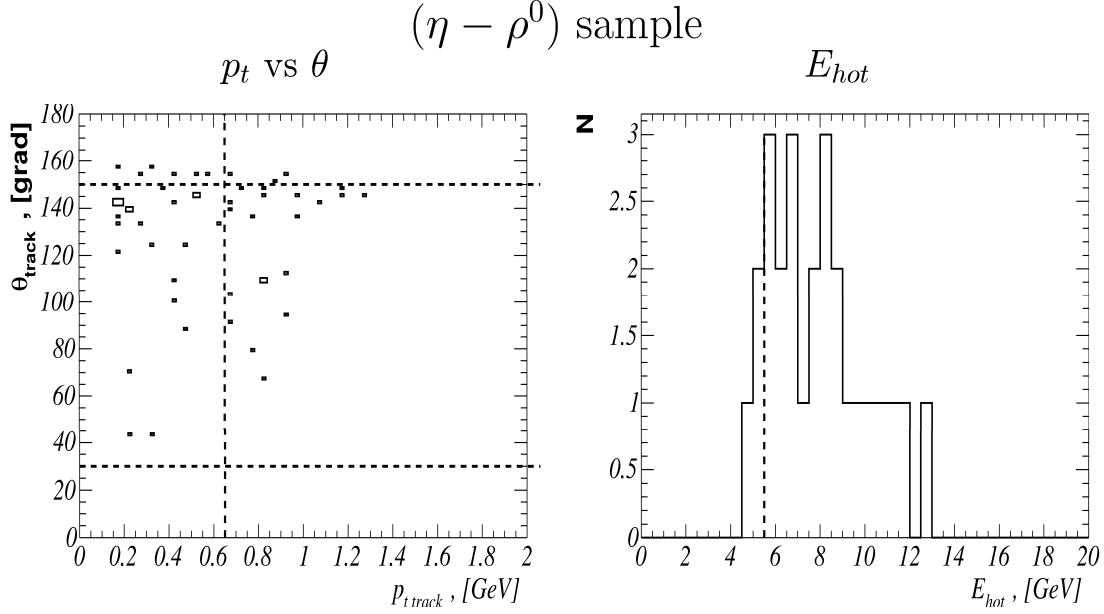 (η − ρ⁰) sample
p_t vs θ
E_hot
θ_track , [grad]
180
160
140
120
100
80
60
40
20
0
0 0.2 0.4 0.6 0.8 1 1.2 1.4 1.6 1.8 2
p_t track , [GeV]
N
3
2.5
2
1.5
1
0.5
0
0 2 4 6 8 10 12 14 16 18 20
E_hot , [GeV]